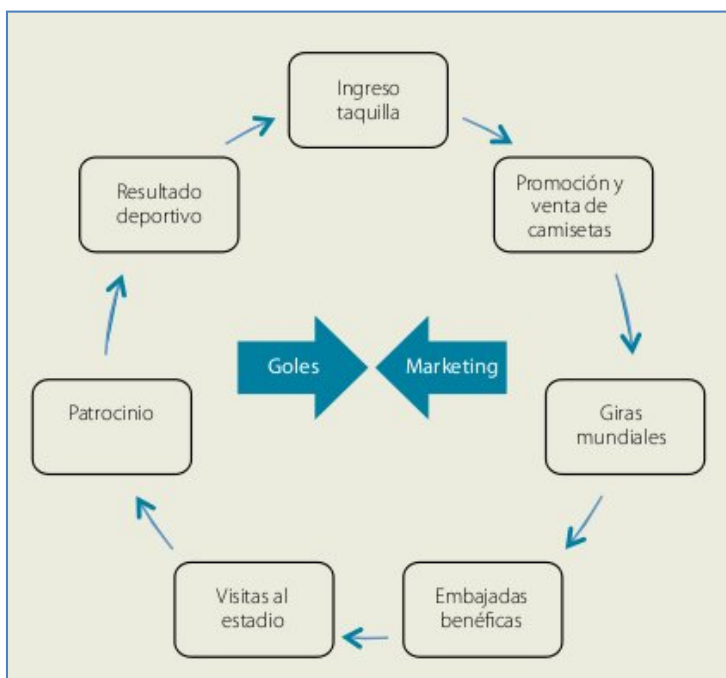 Ingreso
taquilla
Promoción y
venta de
camisetas
Giras
mundiales
Embajadas
benéficas
Visitas al
estadio
Patrocinio
Resultado
deportivo
Goles
Marketing